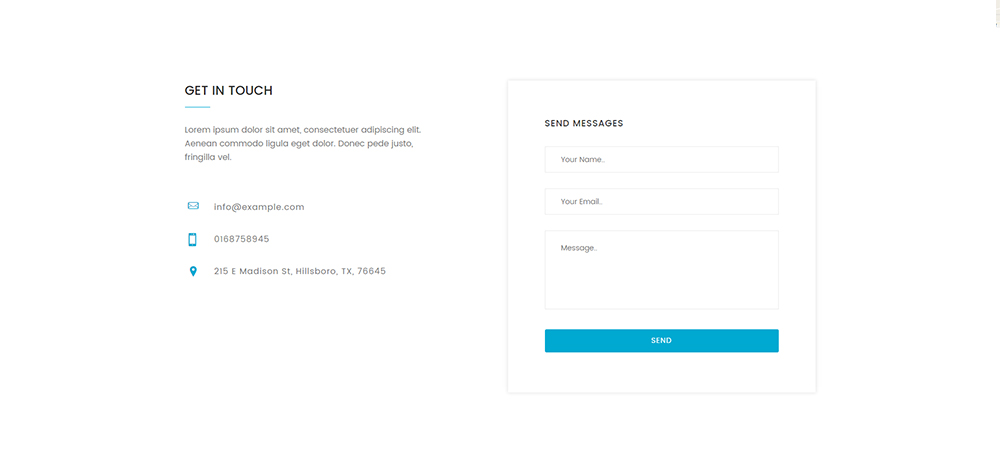 GET IN TOUCH
Lorem ipsum dolor sit amet, consectetuer adipiscing elit.
Aenean commodo ligula eget dolor. Donec pede justo,
fringilla vel.
info@example.com
0168758945
215 E Madison St, Hillsboro, TX, 76645
SEND MESSAGES
Your Name..
Your Email..
Message..
SEND